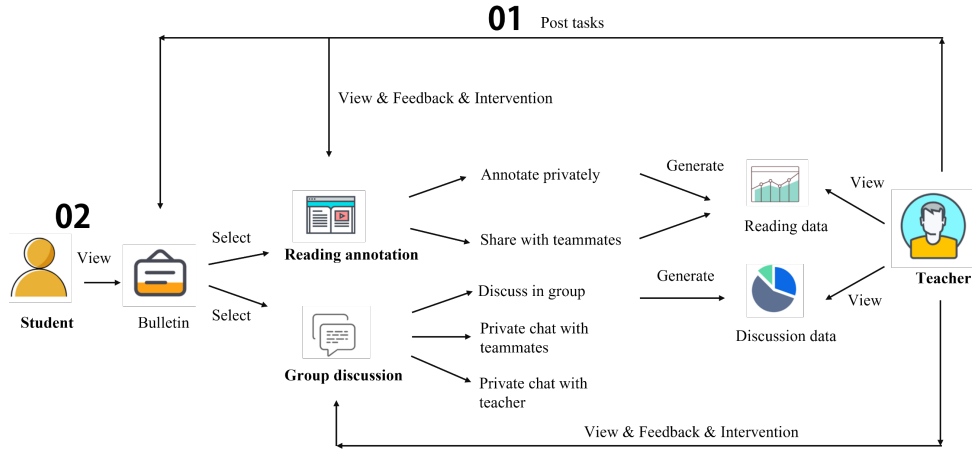 01 Post tasks
View & Feedback & Intervention
Annotate privately
Generate
View
Reading data
02
View
Select
Reading annotation
Share with teammates
Teacher
Student
Bulletin
Select
Discuss in group
Generate
View
Discussion data
Private chat with
teammates
Group discussion
Private chat with
teacher
View & Feedback & Intervention